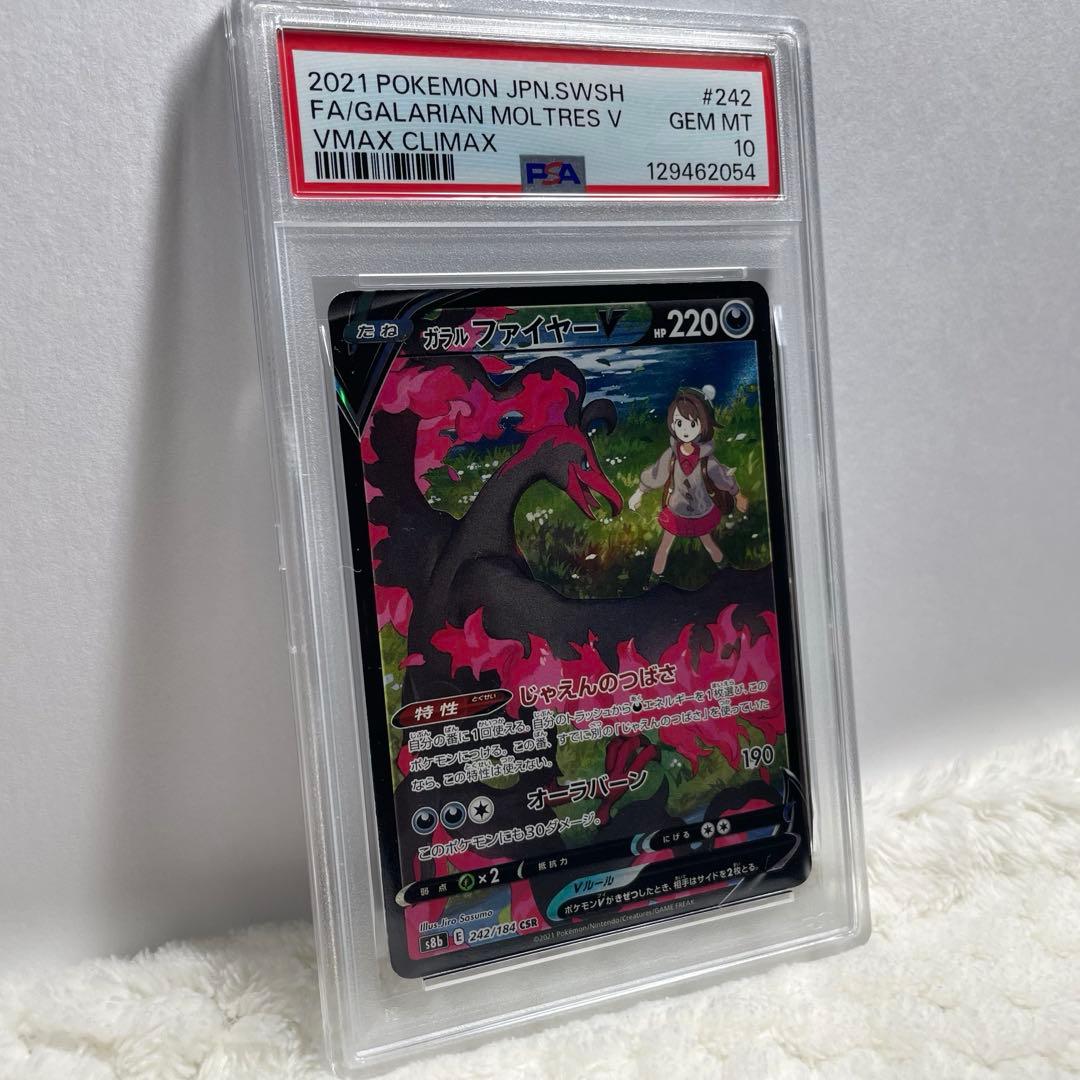 2021 POKEMON JPN.SWSH #242
FA/GALARIAN MOLTRES V GEM MT
VMAX CLIMAX 10
PSA 129462054
たね ガラル ファイヤーV HP 220
特性 とくせい じゃえんのつばさ
自分の番に1回使える。自分のトラッシュからエネルギーを1枚選び、この
ポケモンにつける。この番、すでに別の「じゃえんのつばさ」を使っていた
なら、この特性は使えない。
オーラバーン 190
このポケモンにも30ダメージ。
弱点 ×2 抵抗力 にげる
Vルール
ポケモンVがきぜつしたとき、相手はサイドを2枚とる。
Illus.Jiro Sasumo
s8b E 242/184 CSR ©2021 Pokémon/Nintendo/Creatures/GAME FREAK